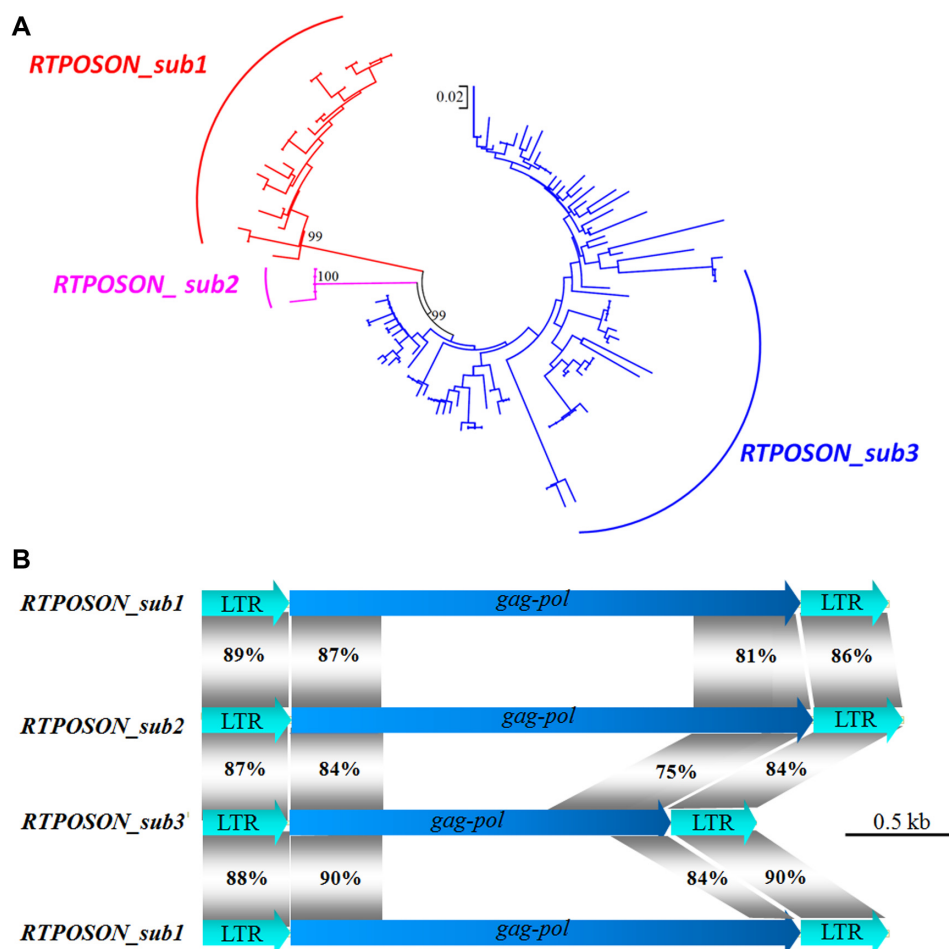 A
RTPOSON_sub1
0.02
99
RTPOSON_ sub2
100
99
RTPOSON_sub3
B
RTPOSON_sub1 LTR gag-pol LTR
89% 87% 81% 86%
RTPOSON_sub2 LTR gag-pol LTR
87% 84% 75% 84%
RTPOSON_sub3 LTR gag-pol LTR 0.5 kb
88% 90% 84% 90%
RTPOSON_sub1 LTR gag-pol LTR